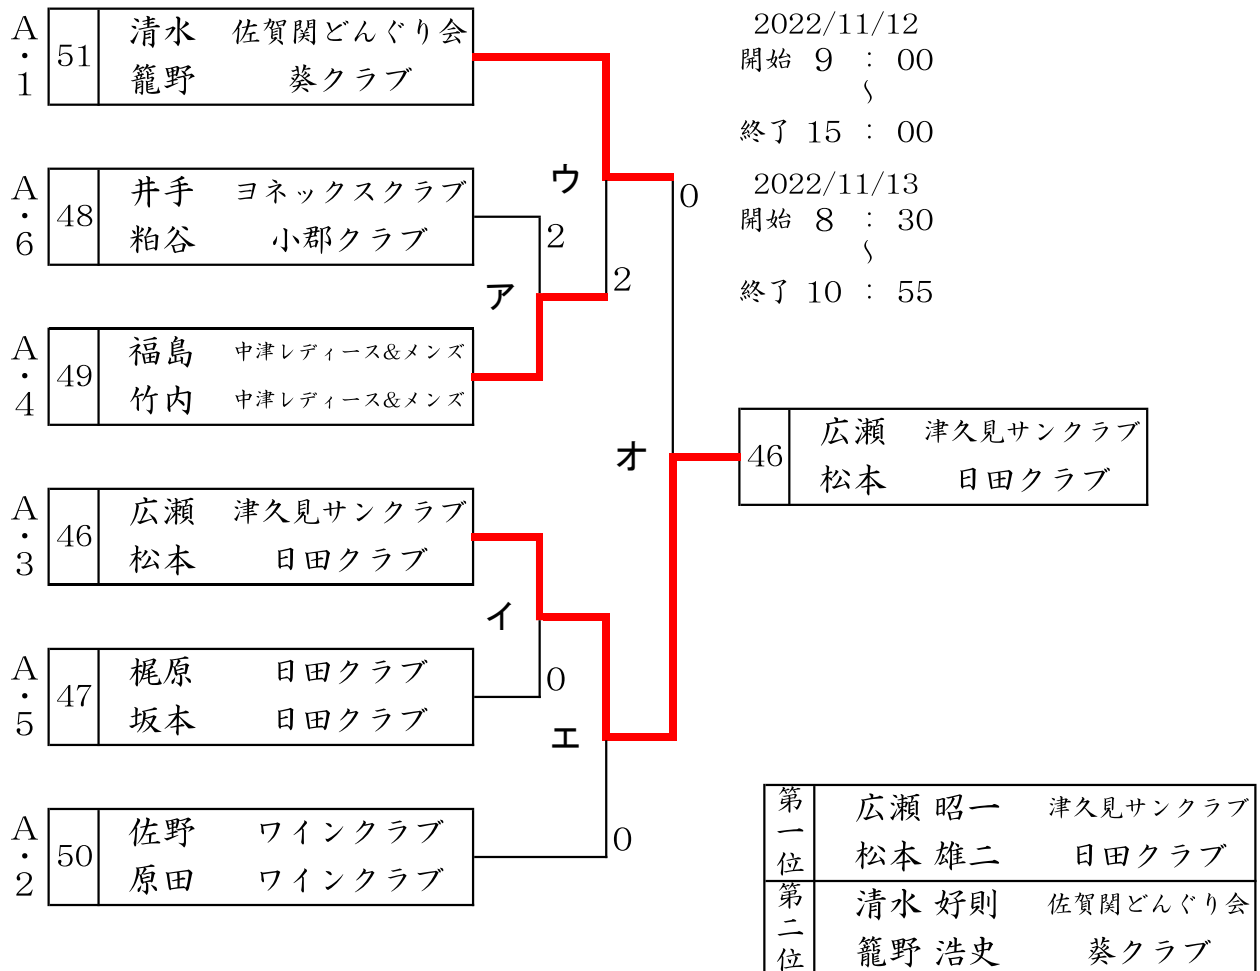 A・1 51 清水 佐賀関どんぐり会
籠野 葵クラブ
A・6 48 井手 ヨネックスクラブ
粕谷 小郡クラブ
A・4 49 福島 中津レディース&メンズ
竹内 中津レディース&メンズ
A・3 46 広瀬 津久見サンクラブ
松本 日田クラブ
A・5 47 梶原 日田クラブ
坂本 日田クラブ
A・2 50 佐野 ワインクラブ
原田 ワインクラブ
ア
2
イ
0
ウ
2
エ
0
オ
0
2022/11/12
開始 9 : 00
~
終了 15 : 00
2022/11/13
開始 8 : 30
~
終了 10 : 55
46 広瀬 津久見サンクラブ
松本 日田クラブ
第一位 広瀬 昭一 津久見サンクラブ
松本 雄二 日田クラブ
第二位 清水 好則 佐賀関どんぐり会
籠野 浩史 葵クラブ